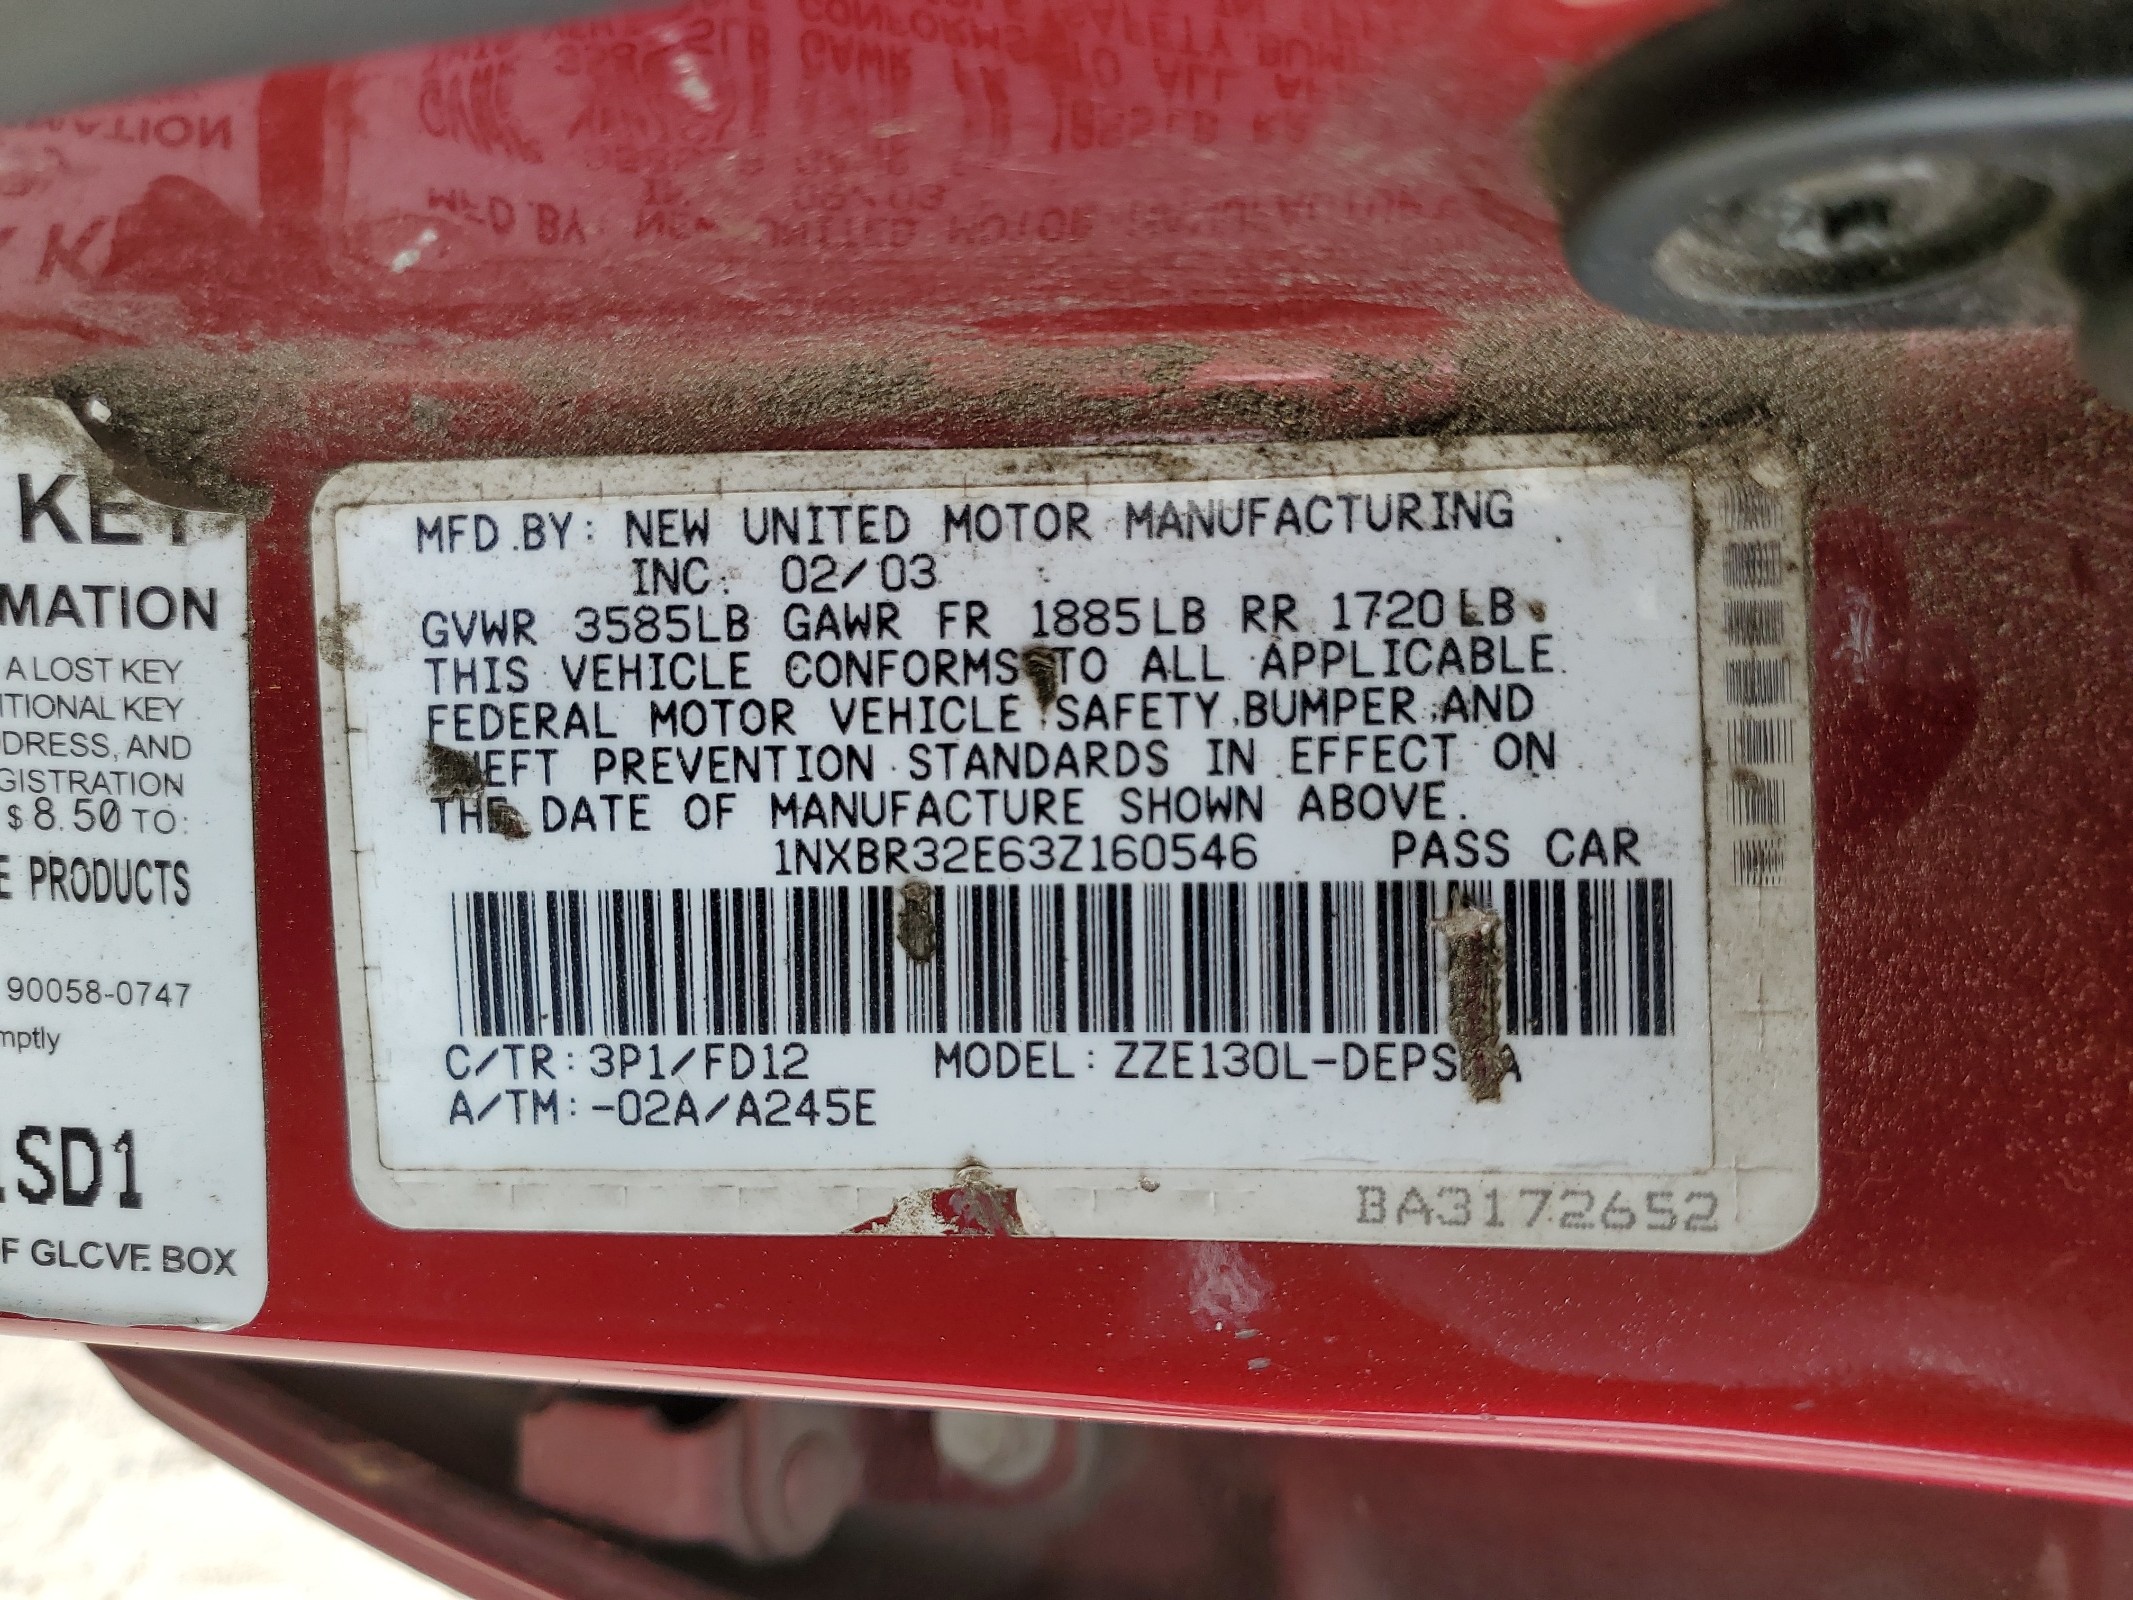 KEY
MATION
A LOST KEY
ITIONAL KEY
DDRESS, AND
GISTRATION
$ 8.50 TO:
E PRODUCTS
90058-0747
mptly
SD1
F GLOVE BOX
MFD.BY: NEW UNITED MOTOR MANUFACTURING
INC. 02/03
GVWR 3585LB GAWR FR 1885LB RR 1720LB
THIS VEHICLE CONFORMS TO ALL APPLICABLE
FEDERAL MOTOR VEHICLE SAFETY,BUMPER,AND
THEFT PREVENTION STANDARDS IN EFFECT ON
THE DATE OF MANUFACTURE SHOWN ABOVE.
1NXBR32E63Z160546 PASS CAR
C/TR:3P1/FD12 MODEL:ZZE130L-DEPS
A/TM:-02A/A245E
BA3172652